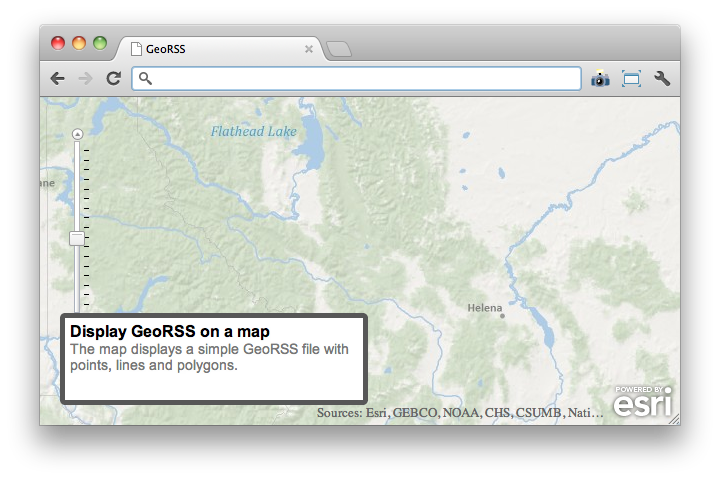 GeoRSS
Flathead Lake
ane
Helena
Display GeoRSS on a map
The map displays a simple GeoRSS file with
points, lines and polygons.
POWERED BY
esri
Sources: Esri, GEBCO, NOAA, CHS, CSUMB, Nati…